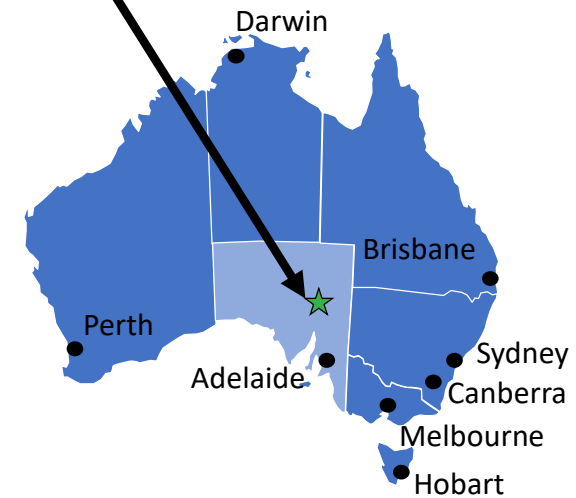 Darwin
Brisbane
Perth
Sydney
Adelaide
Canberra
Melbourne
Hobart